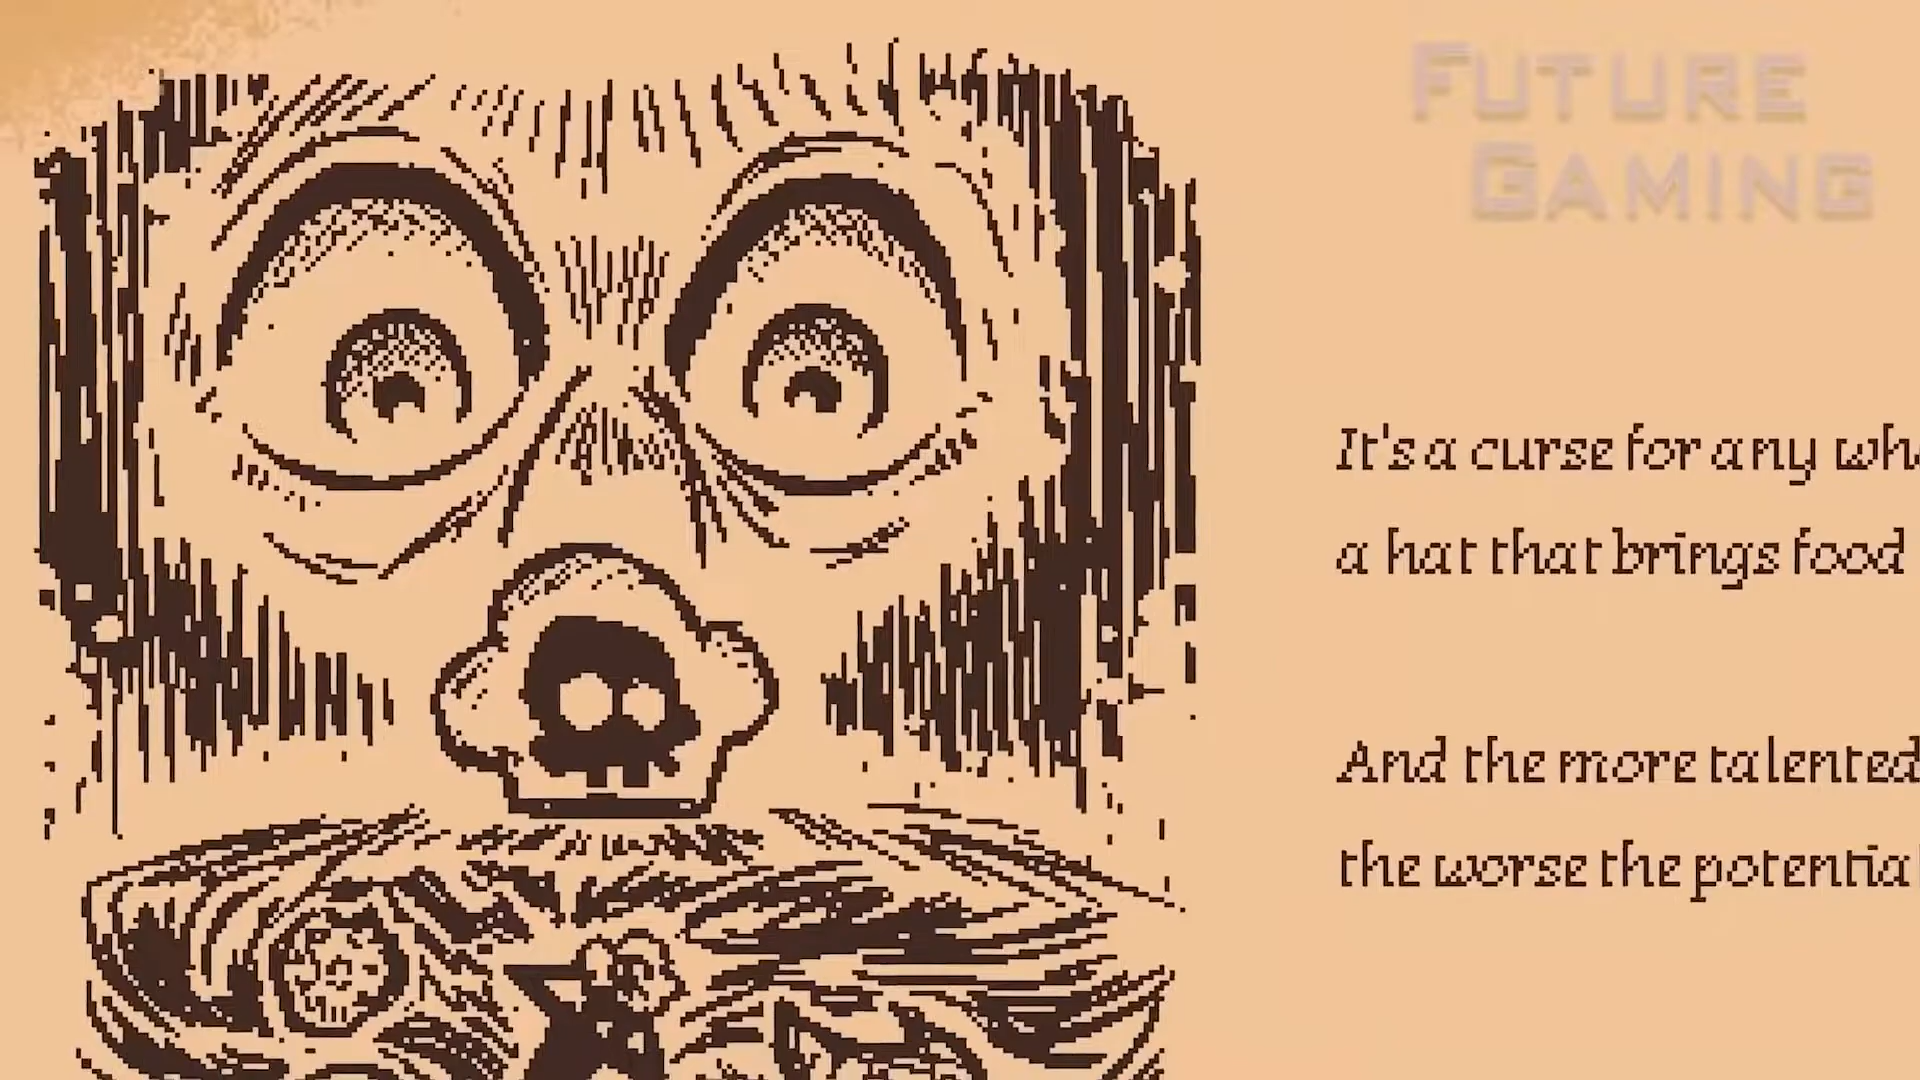 FUTURE
GAMING
It's a curse for any
a hat that brings food
And the more talented
the worse the